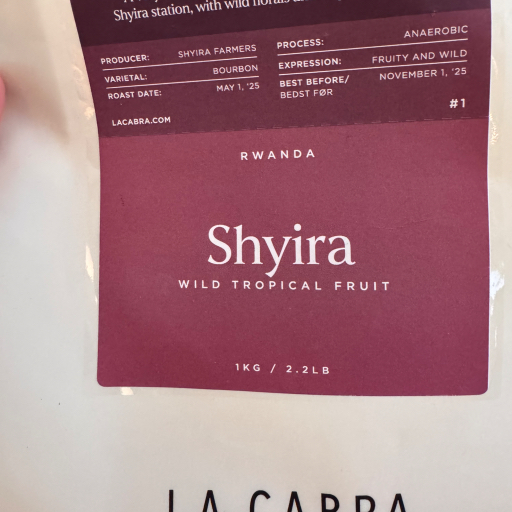 Shyira station, with wild florals
PRODUCER: SHYIRA FARMERS
VARIETAL: BOURBON
ROAST DATE: MAY 1, '25
LACABRA.COM
PROCESS: ANAEROBIC
EXPRESSION: FRUITY AND WILD
BEST BEFORE/ NOVEMBER 1, '25
BEDST FØR
#1
RWANDA
Shyira
WILD TROPICAL FRUIT
1KG / 2.2LB
LA CABRA